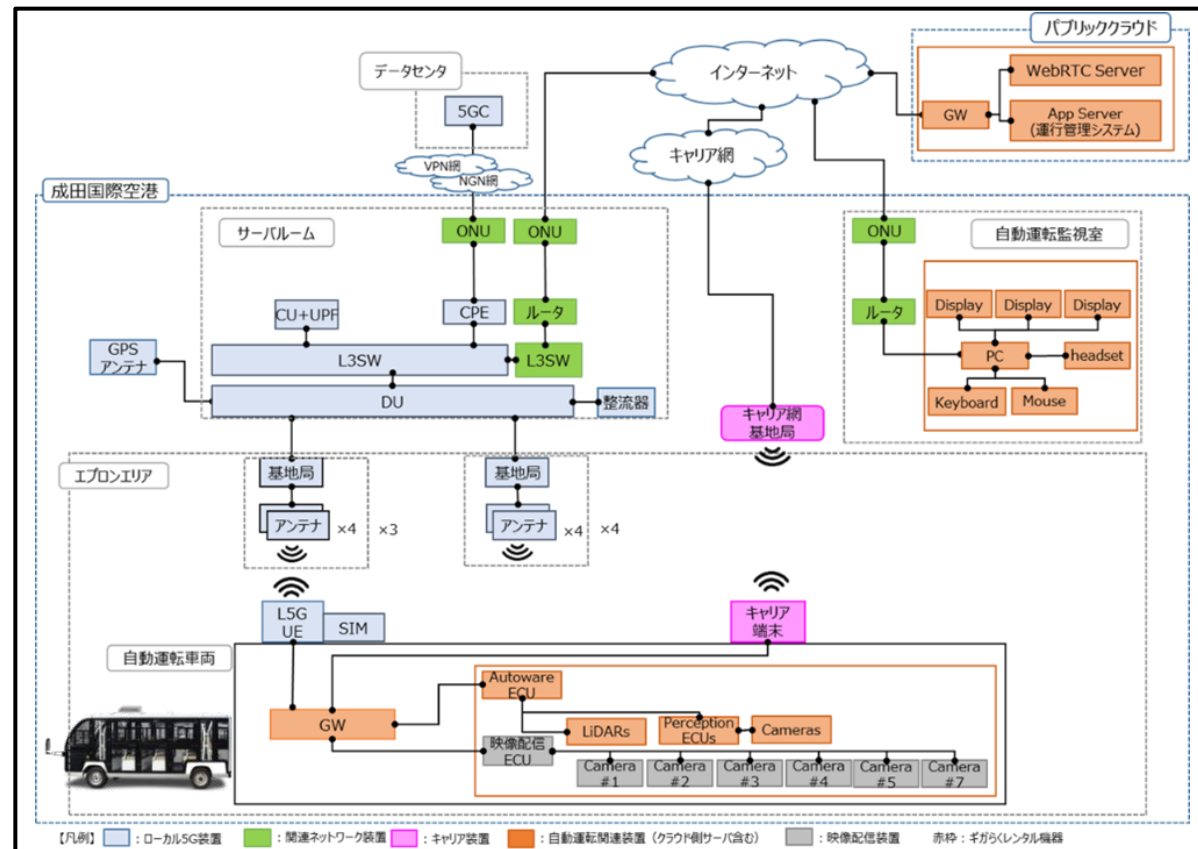 パブリッククラウド
データセンタ
インターネット
WebRTC Server
5GC
GW
App Server
(運行管理システム)
キャリア網
VPN網
NGN網
成田国際空港
サーバルーム
ONU
ONU
ONU
自動運転監視室
CU+UPF
CPE
ルータ
ルータ
Display
Display
Display
GPS
アンテナ
L3SW
L3SW
PC
headset
DU
整流器
Keyboard
Mouse
キャリア網
基地局
エプロンエリア
基地局
基地局
アンテナ
×4
×3
アンテナ
×4
×4
L5G
UE
SIM
キャリア
端末
自動運転車両
Autoware
ECU
GW
LiDARs
Perception
ECUs
Cameras
映像配信
ECU
Camera
#1
Camera
#2
Camera
#3
Camera
#4
Camera
#5
Camera
#7
【凡例】 :ローカル5G装置 :関連ネットワーク装置 :キャリア装置 :自動運転関連装置(クラウド側サーバ含む) :映像配信装置 赤枠:ギガらくレンタル機器